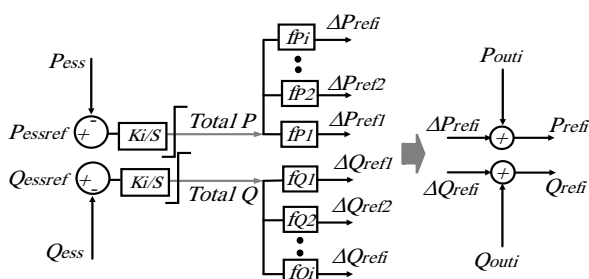 Pess
Pessref
+
-
Ki/S
Total P
fPi
ΔPrefi
fP2
ΔPref2
fP1
ΔPref1
Qessref
+
-
Ki/S
Total Q
Qess
fQ1
ΔQref1
fQ2
ΔQref2
fQi
ΔQrefi
Pouti
ΔPrefi
+
Prefi
ΔQrefi
+
Qrefi
Qouti